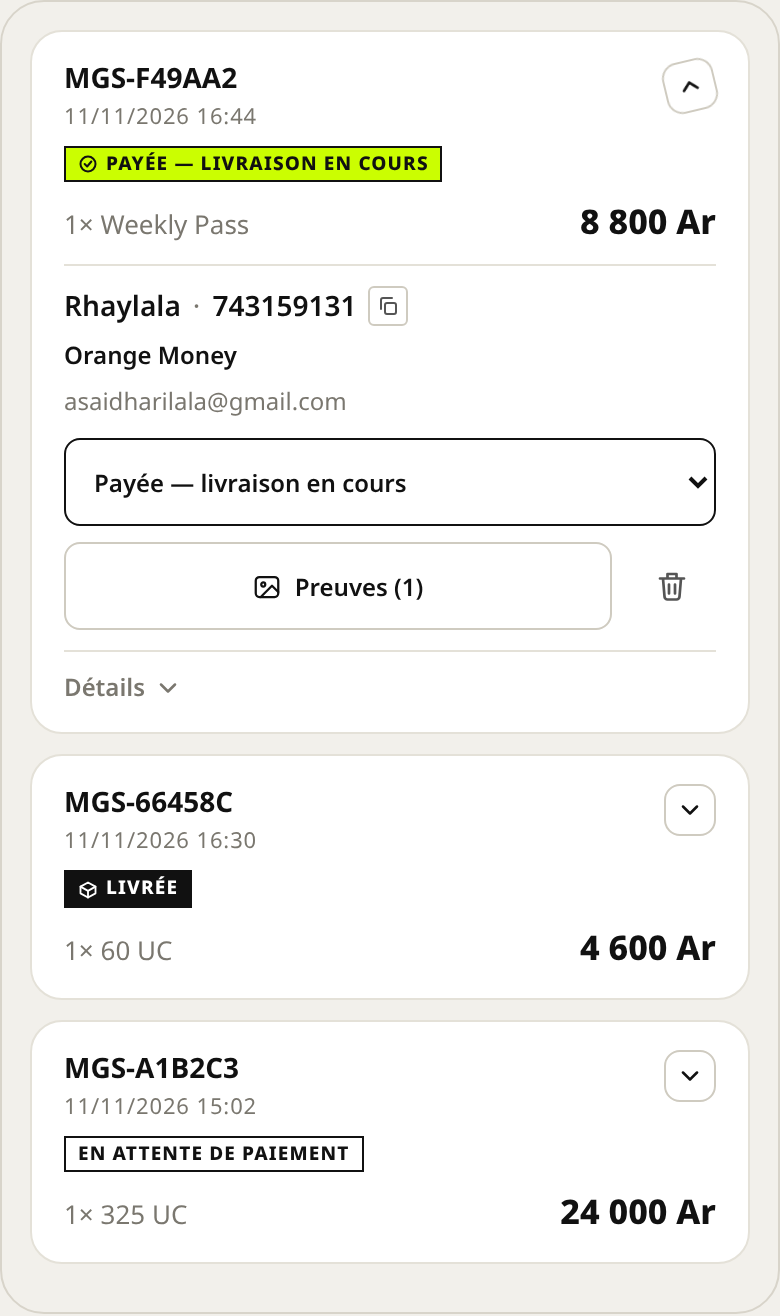 MGS-F49AA2
11/11/2026 16:44
PAYÉE — LIVRAISON EN COURS
1× Weekly Pass 8 800 Ar
Rhaylala · 743159131
Orange Money
asaidharilala@gmail.com
Payée — livraison en cours
Preuves (1)
Détails
MGS-66458C
11/11/2026 16:30
LIVRÉE
1× 60 UC 4 600 Ar
MGS-A1B2C3
11/11/2026 15:02
EN ATTENTE DE PAIEMENT
1× 325 UC 24 000 Ar